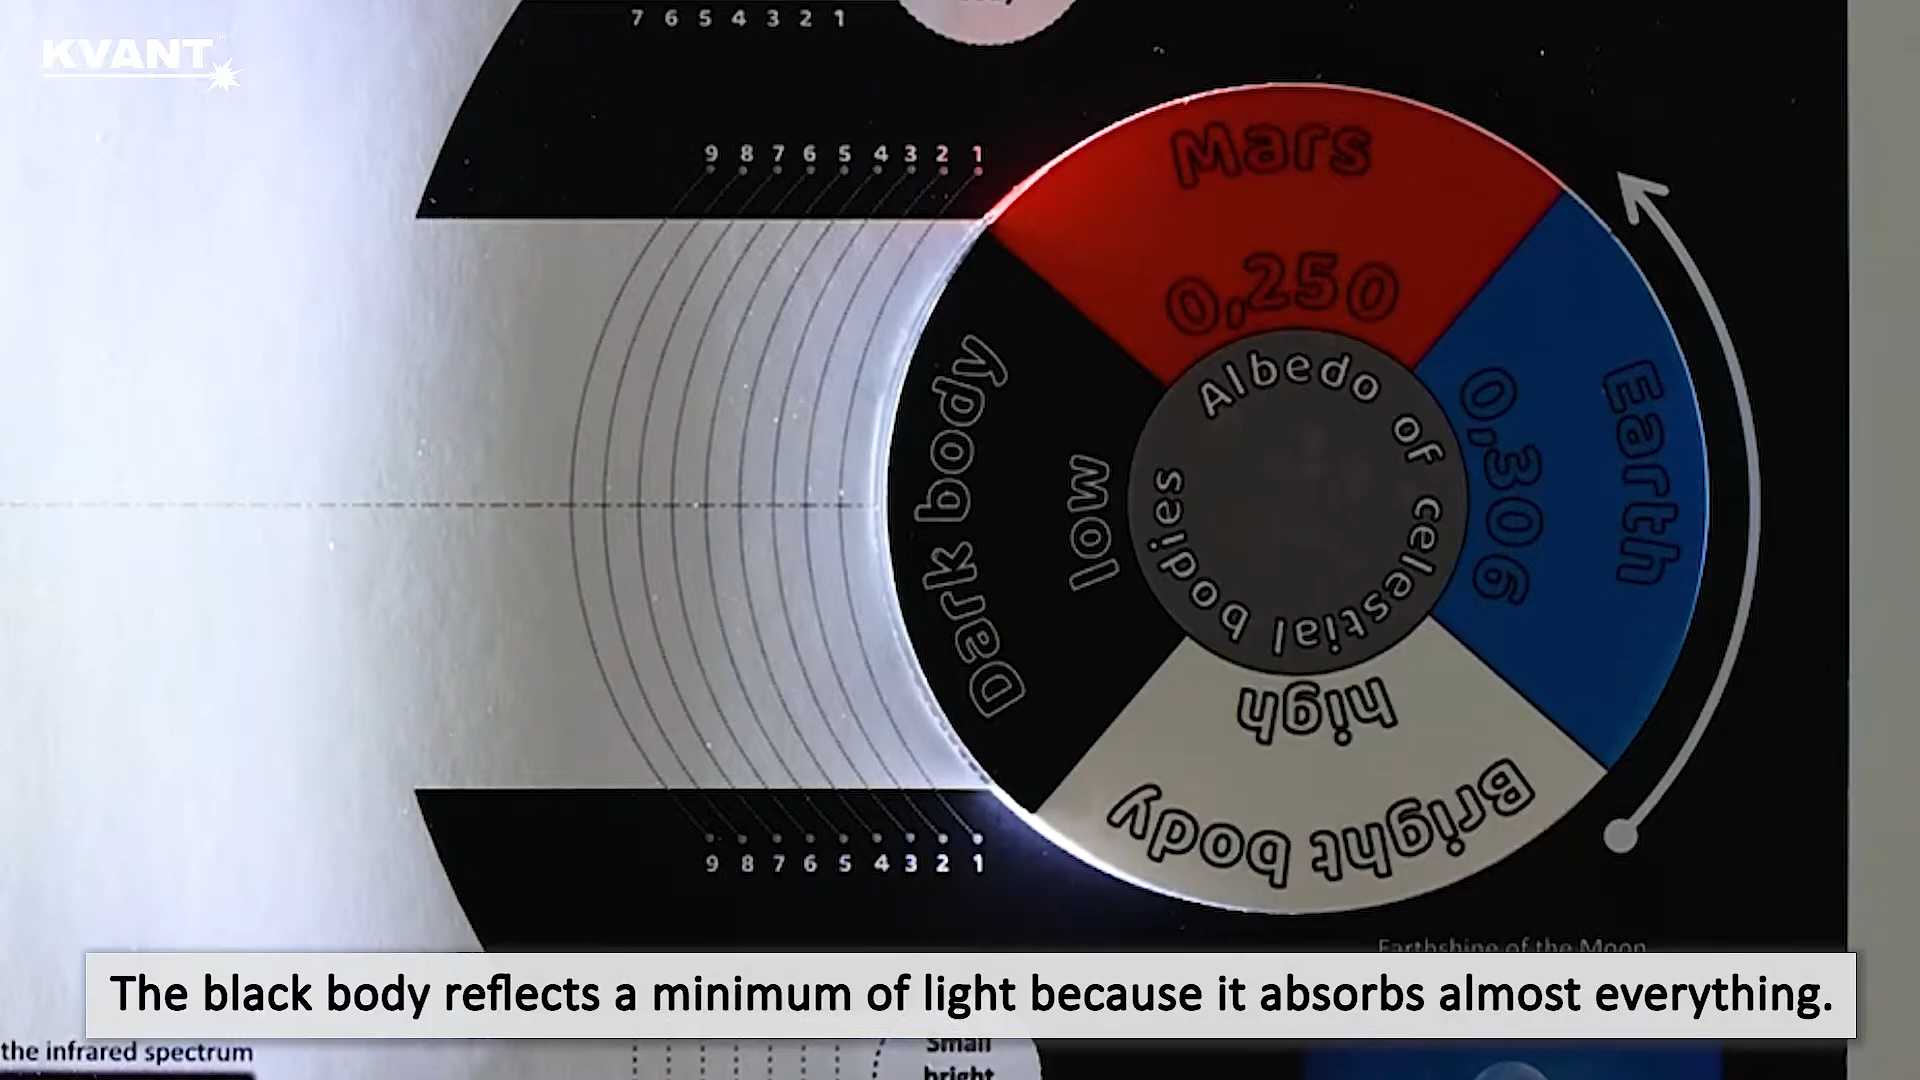 KVANT
7 6 5 4 3 2 1
9 8 7 6 5 4 3 2 1
Mars
0,250
Earth
0,306
Albedo of celestial bodies
Dark body
low
high
Bright body
9 8 7 6 5 4 3 2 1
Earthshine of the Moon
The black body reflects a minimum of light because it absorbs almost everything.
the infrared spectrum
Small
bright